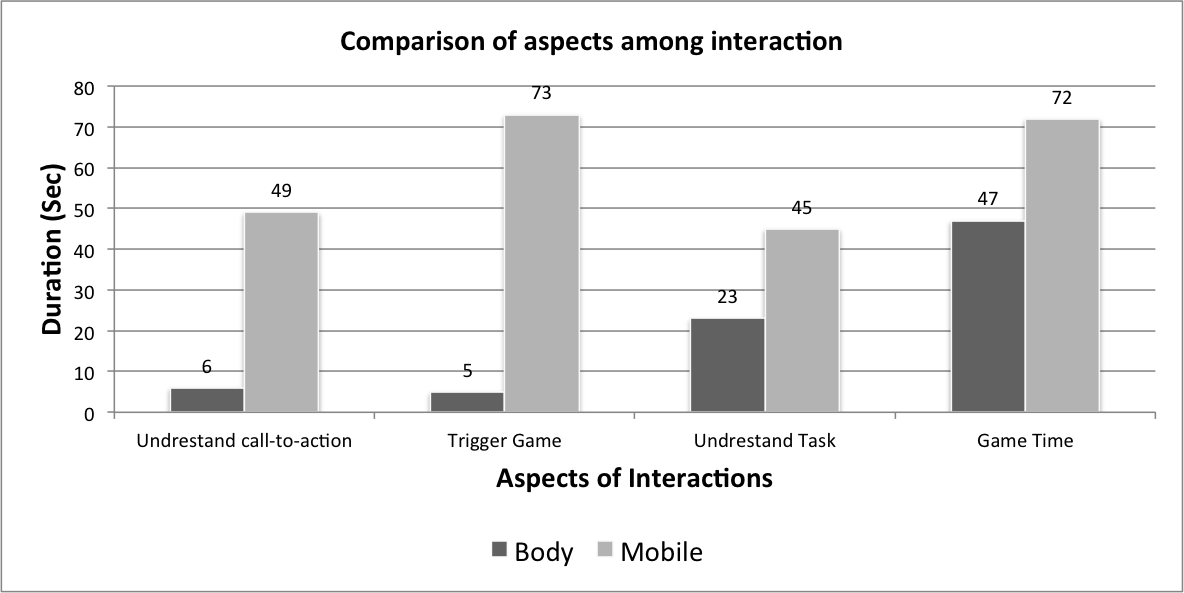 Comparison of aspects among interaction
Duration (Sec)
80
70
60
50
40
30
20
10
0
6
49
5
73
23
45
47
72
Undrestand call-to-action
Trigger Game
Undrestand Task
Game Time
Aspects of Interactions
Body
Mobile